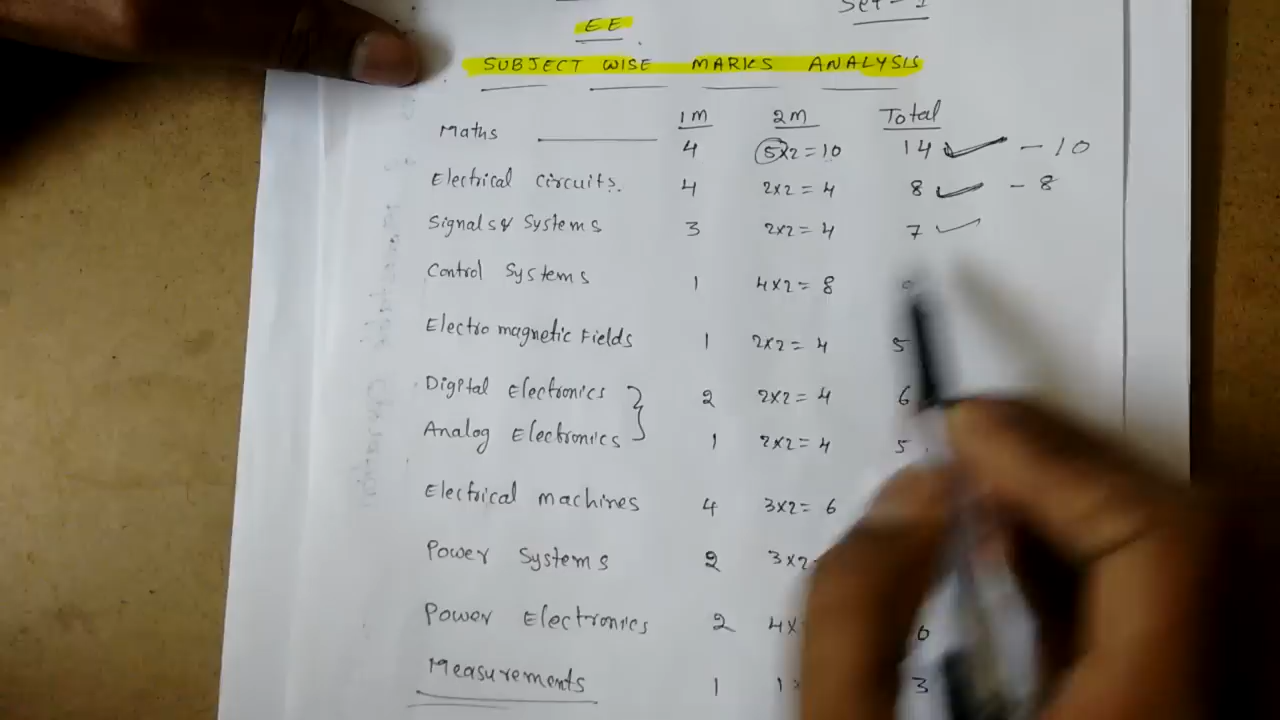 Set - 1
EE
SUBJECT WISE MARKS ANALYSIS
1M 2M Total
Maths 4 5x2=10 14 - 10
Electrical Circuits. 4 2x2=4 8 - 8
Signals & Systems 3 2x2=4 7
Control Systems 1 4x2=8
Electro magnetic Fields 1 2x2=4 5
Digital Electronics 2 2x2=4 6
Analog Electronics 1 2x2=4 5
Electrical machines 4 3x2=6
Power Systems 2 3x2
Power Electronics 2 4x
Measurements 1 1 3